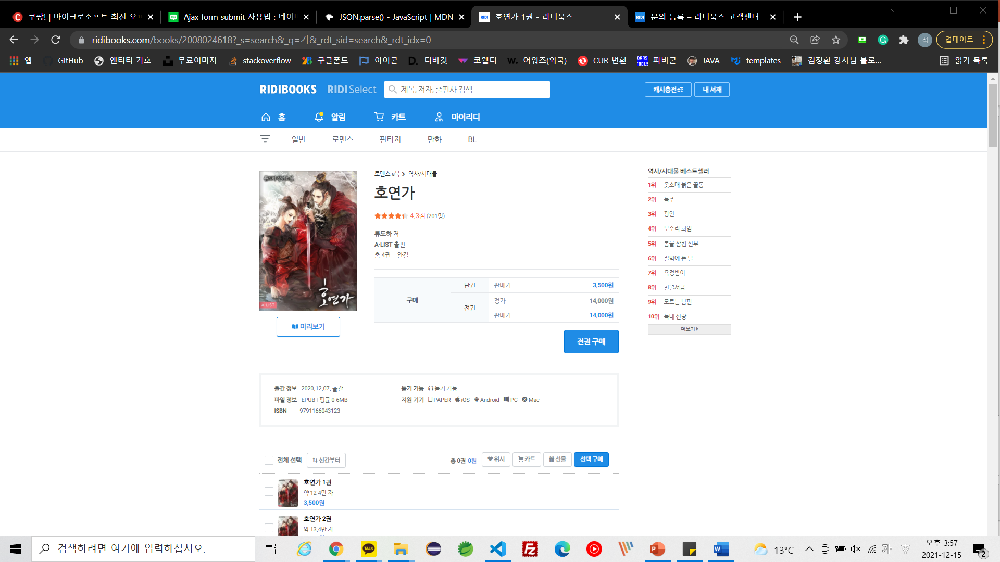 쿠팡! | 마이크로소프트 최신 오피
Ajax form submit 사용법 : 네이버
JSON.parse() - JavaScript | MDN
호연가 1권 - 리디북스
문의 등록 – 리디북스 고객센터
ridibooks.com/books/2008024618?_s=search&_q=가&_rdt_sid=search&_rdt_idx=0
석
업데이트
앱
GitHub
엔티티 기호
무료이미지
stackoverflow
구글폰트
아이콘
디비컷
코웹디
어워즈(외국)
CUR 변환
파비콘
JAVA
templates
김정환 강사님 블로...
읽기 목록
RIDIBOOKS
RIDI Select
제목, 저자, 출판사 검색
캐시충전
내 서재
홈
알림
카트
마이리디
일반
로맨스
판타지
만화
BL
류도하 장편소설
호연가
A·LIST
미리보기
로맨스 e북 > 역사/시대물
호연가
4.3점 (201명)
류도하 저
A·LIST 출판
총 4권 | 완결
구매
단권
판매가
3,500원
전권
정가
14,000원
판매가
14,000원
전권 구매
역사/시대물 베스트셀러
1위 옷소매 붉은 끝동
2위 독주
3위 광안
4위 무수리 회임
5위 봄을 삼킨 신부
6위 절벽에 뜬 달
7위 욕정받이
8위 천월서금
9위 모르는 남편
10위 늑대 신랑
더보기
출간 정보 2020.12.07. 출간
파일 정보 EPUB | 평균 0.6MB
ISBN 9791166043123
듣기 기능 듣기 가능
지원 기기 PAPER iOS Android PC Mac
전체 선택
신간부터
총 0권 0원
위시
카트
선물
선택 구매
호연가 1권
약 12.4만 자
3,500원
호연가 2권
약 13.4만 자
검색하려면 여기에 입력하십시오.
13°C
가
오후 3:57
2021-12-15
2